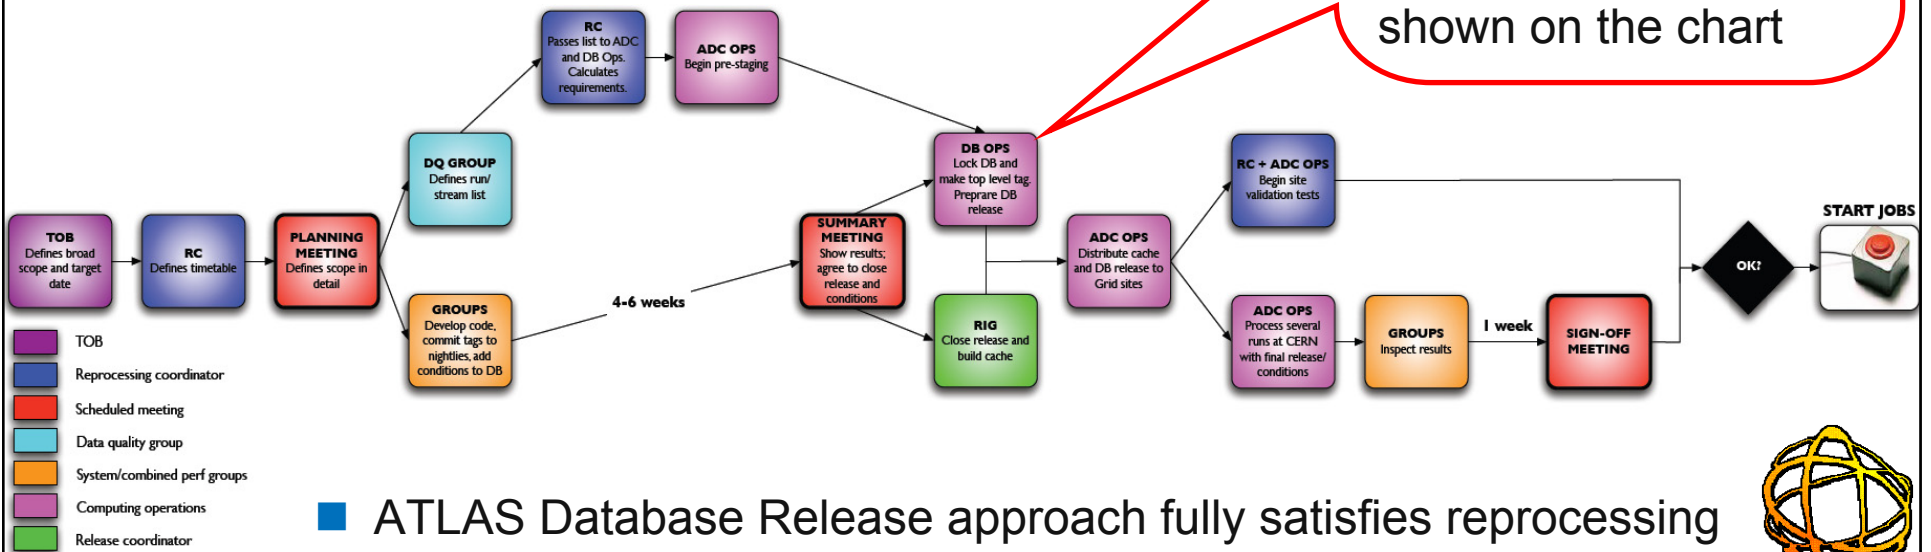 shown on the chart
RC
Passes list to ADC
and DB Ops.
Calculates
requirements.
ADC OPS
Begin pre-staging
DQ GROUP
Defines run/
stream list
DB OPS
Lock DB and
make top level tag.
Preprare DB
release
RC + ADC OPS
Begin site
validation tests
TOB
Defines broad
scope and target
date
RC
Defines timetable
PLANNING
MEETING
Defines scope in
detail
SUMMARY
MEETING
Show results;
agree to close
release and
conditions
ADC OPS
Distribute cache
and DB release to
Grid sites
OK?
START JOBS
GROUPS
Develop code,
commit tags to
nightlies, add
conditions to DB
4-6 weeks
RIG
Close release and
build cache
ADC OPS
Process several
runs at CERN
with final release/
conditions
GROUPS
Inspect results
1 week
SIGN-OFF
MEETING
TOB
Reprocessing coordinator
Scheduled meeting
Data quality group
System/combined perf groups
Computing operations
Release coordinator
ATLAS Database Release approach fully satisfies reprocessing